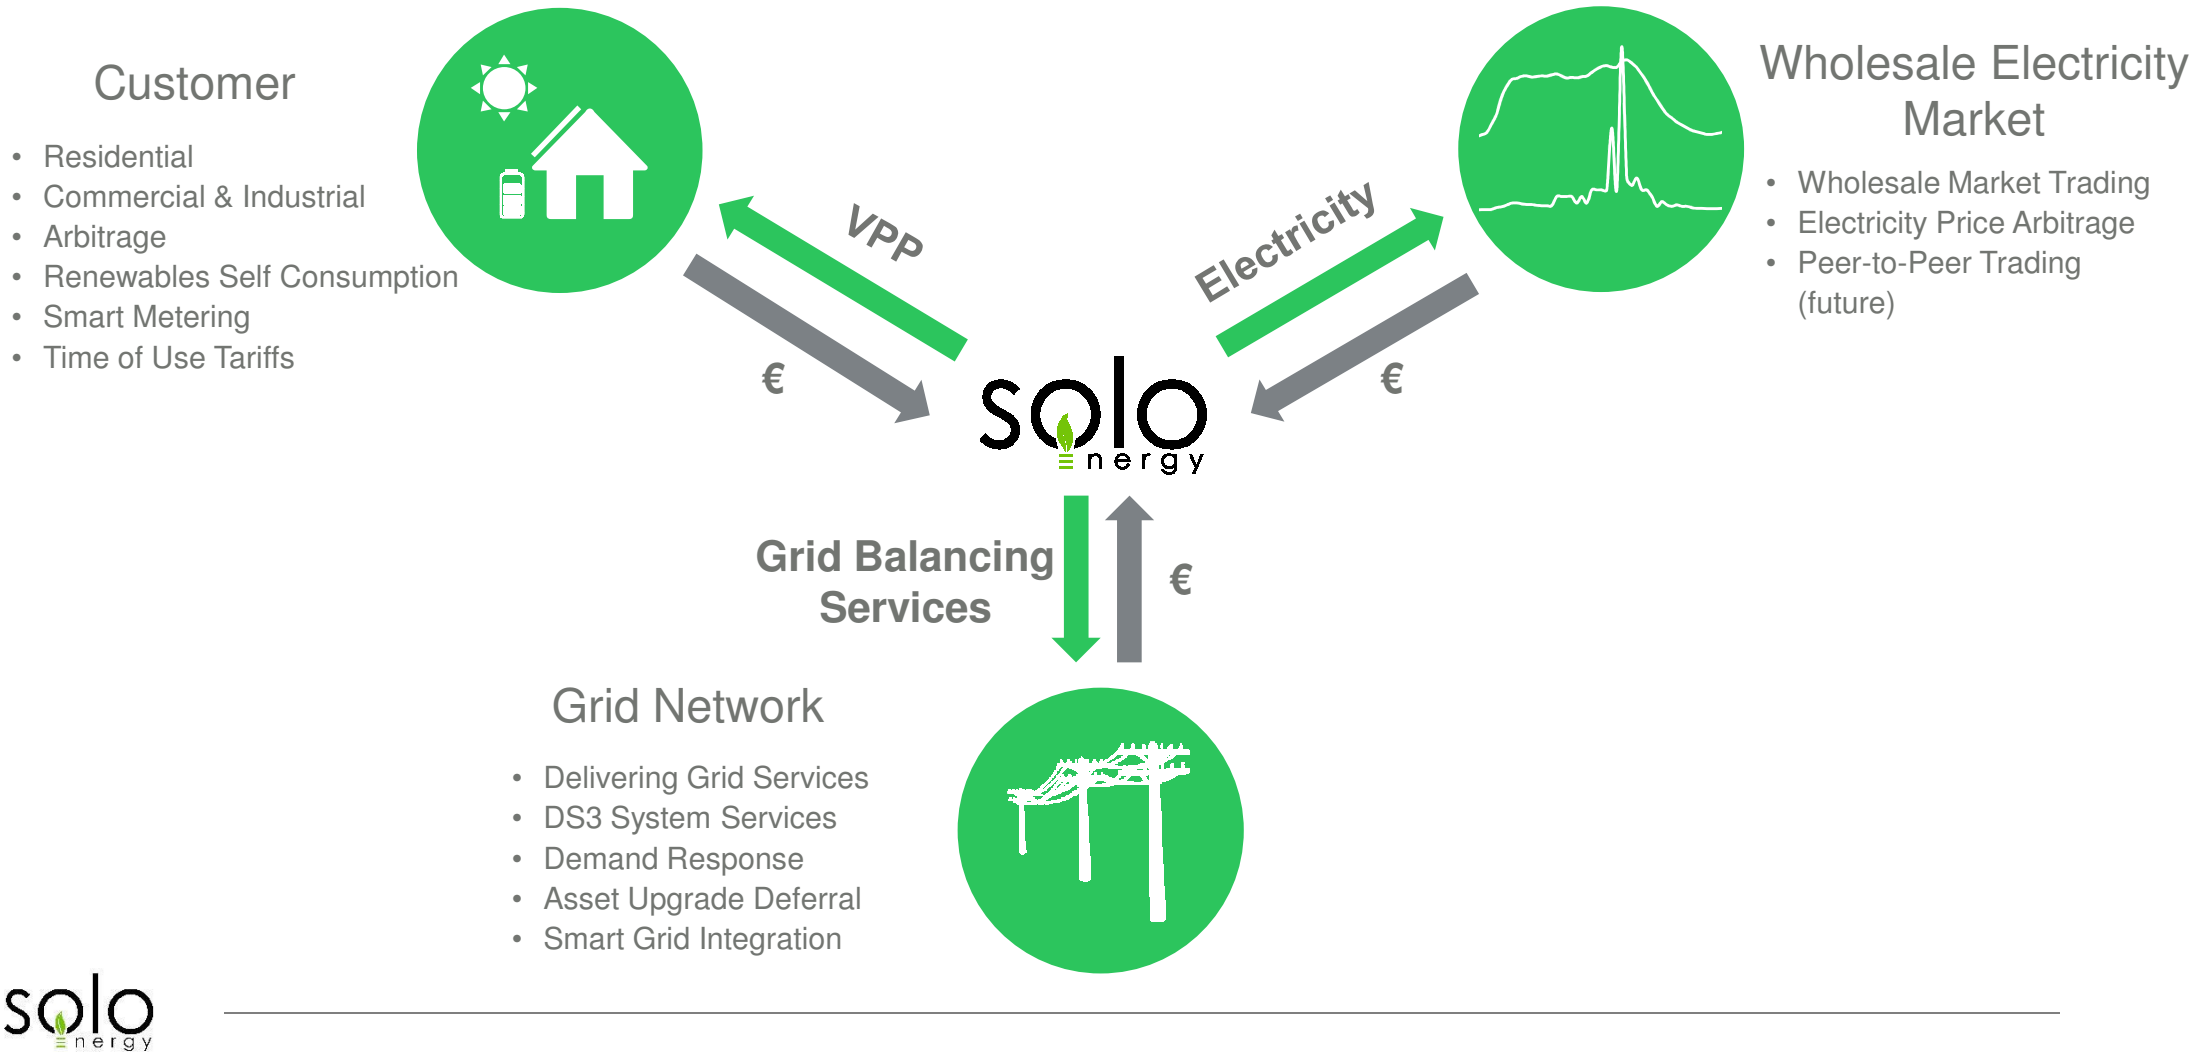 Customer
• Residential
• Commercial & Industrial
• Arbitrage
• Renewables Self Consumption
• Smart Metering
• Time of Use Tariffs
VPP
€
Electricity
€
Wholesale Electricity
Market
• Wholesale Market Trading
• Electricity Price Arbitrage
• Peer-to-Peer Trading
(future)
solo
nergy
Grid Balancing
Services
€
Grid Network
• Delivering Grid Services
• DS3 System Services
• Demand Response
• Asset Upgrade Deferral
• Smart Grid Integration
solo
nergy